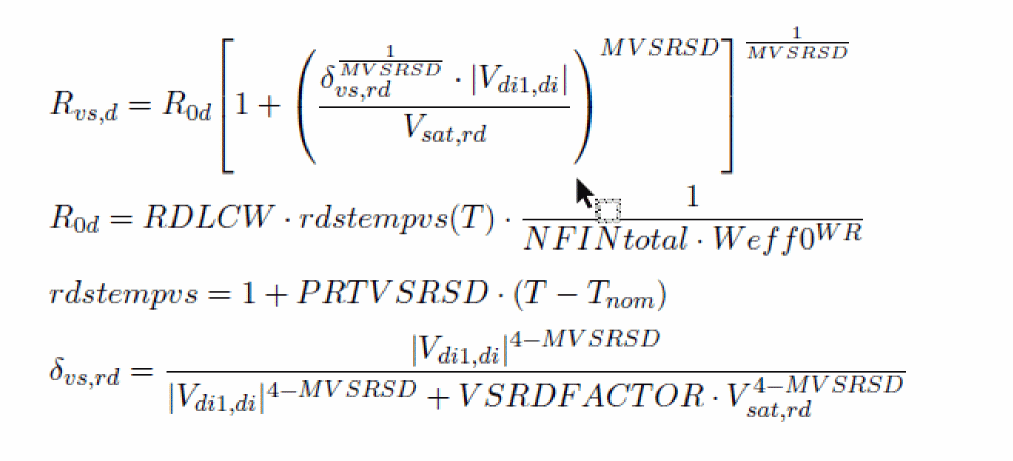 R_{vs,d} = R_{0d} \left[ 1 + \left( \frac{\delta_{vs,rd}^{\frac{1}{MVSRSD}} \cdot |V_{di1,di}|}{V_{sat,rd}} \right)^{MVSRSD} \right]^{\frac{1}{MVSRSD}}
R_{0d} = RDLCW \cdot rdstempvs(T) \cdot \frac{1}{NFINtotal \cdot Weff0^{WR}}
rdstempvs = 1 + PRTVSRSD \cdot (T - T_{nom})
\delta_{vs,rd} = \frac{|V_{di1,di}|^{4-MVSRSD}}{|V_{di1,di}|^{4-MVSRSD} + VSRDFACTOR \cdot V_{sat,rd}^{4-MVSRSD}}